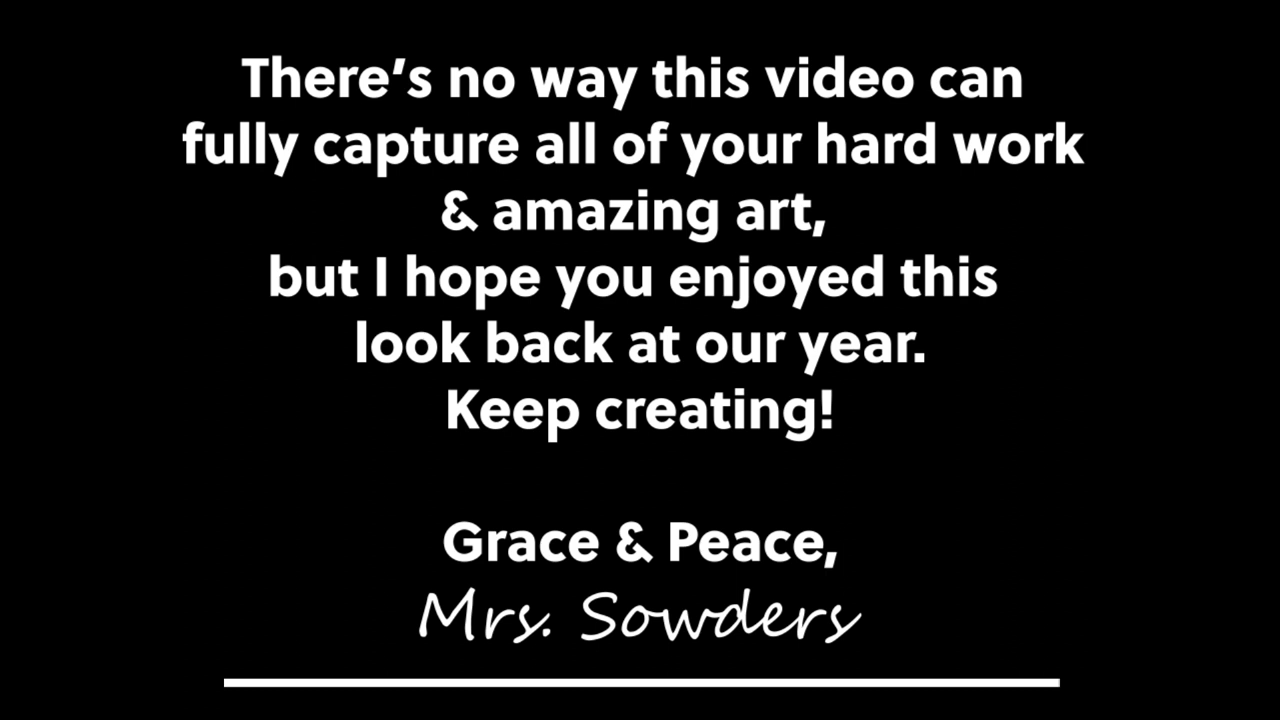 There’s no way this video can
fully capture all of your hard work
& amazing art,
but I hope you enjoyed this
look back at our year.
Keep creating!
Grace & Peace,
Mrs. Sowders